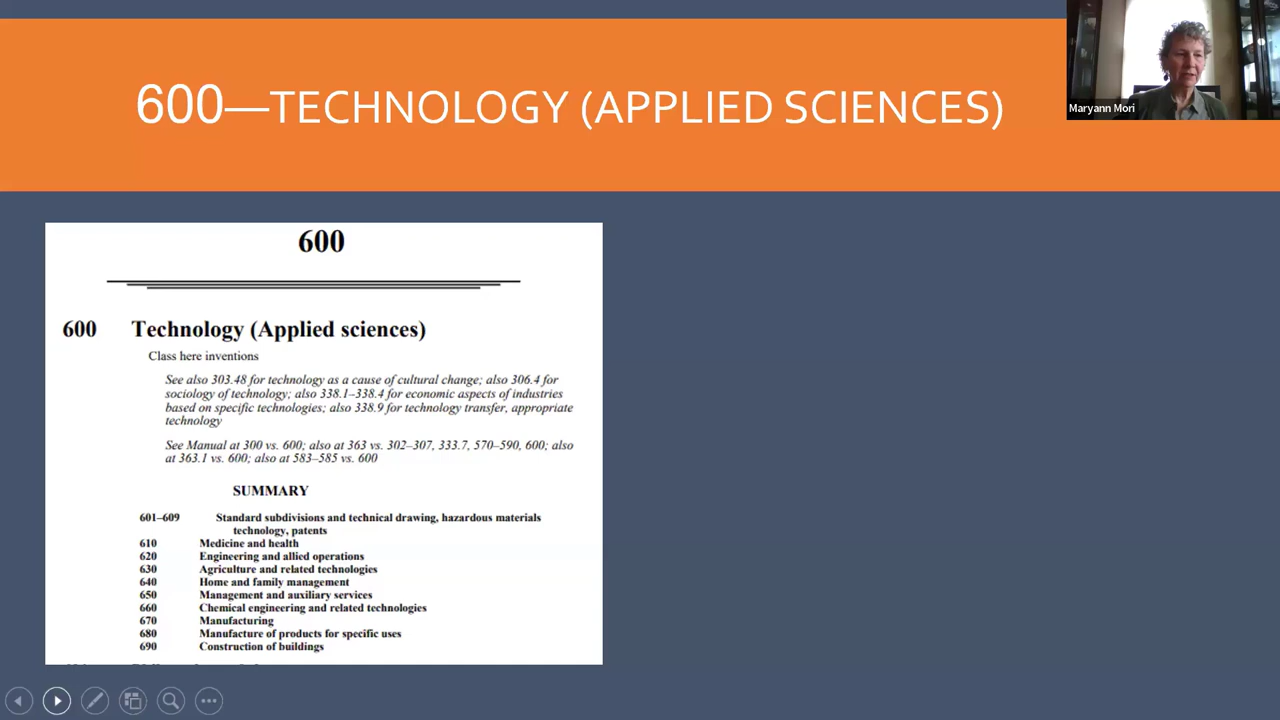 600—TECHNOLOGY (APPLIED SCIENCES)
Maryann Mori
600
600 Technology (Applied sciences)
Class here inventions
See also 303.48 for technology as a cause of cultural change; also 306.4 for
sociology of technology; also 338.1–338.4 for economic aspects of industries
based on specific technologies; also 338.9 for technology transfer, appropriate
technology
See Manual at 300 vs. 600; also at 363 vs. 302–307, 333.7, 570–590, 600; also
at 363.1 vs. 600; also at 583–585 vs. 600
SUMMARY
601–609 Standard subdivisions and technical drawing, hazardous materials
technology, patents
610 Medicine and health
620 Engineering and allied operations
630 Agriculture and related technologies
640 Home and family management
650 Management and auxiliary services
660 Chemical engineering and related technologies
670 Manufacturing
680 Manufacture of products for specific uses
690 Construction of buildings